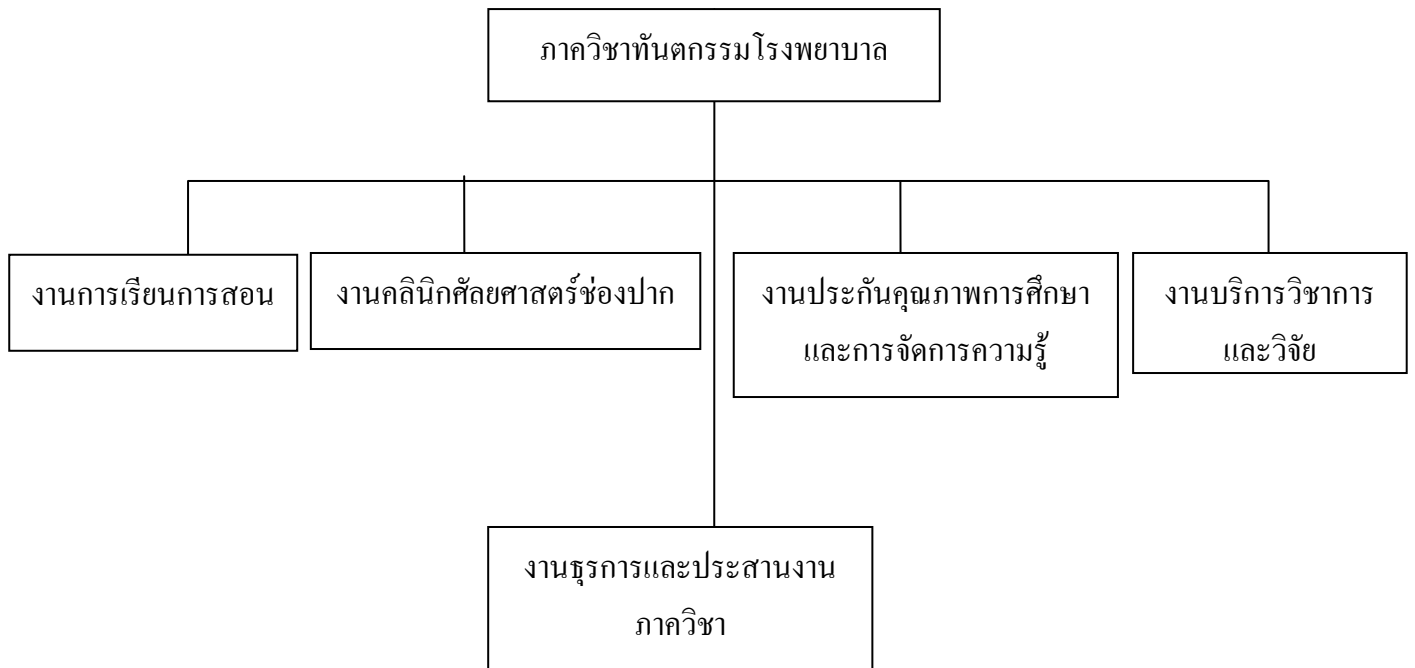 ภาควิชาทันตกรรมโรงพยาบาล
งานการเรียนการสอน
งานคลินิกศัลยศาสตร์ช่องปาก
งานประกันคุณภาพการศึกษา
และการจัดการความรู้
งานบริการวิชาการ
และวิจัย
งานธุรการและประสานงาน
ภาควิชา